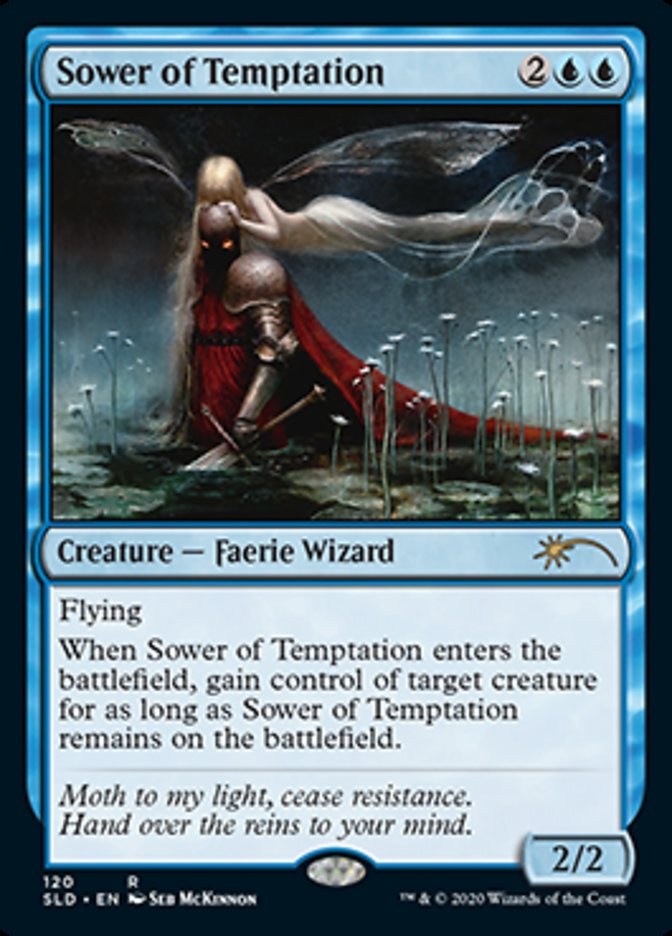 Sower of Temptation 2
Creature — Faerie Wizard
Flying
When Sower of Temptation enters the
battlefield, gain control of target creature
for as long as Sower of Temptation
remains on the battlefield.
Moth to my light, cease resistance.
Hand over the reins to your mind.
2/2
120 R
SLD • EN Seb McKinnon
™ & © 2020 Wizards of the Coast